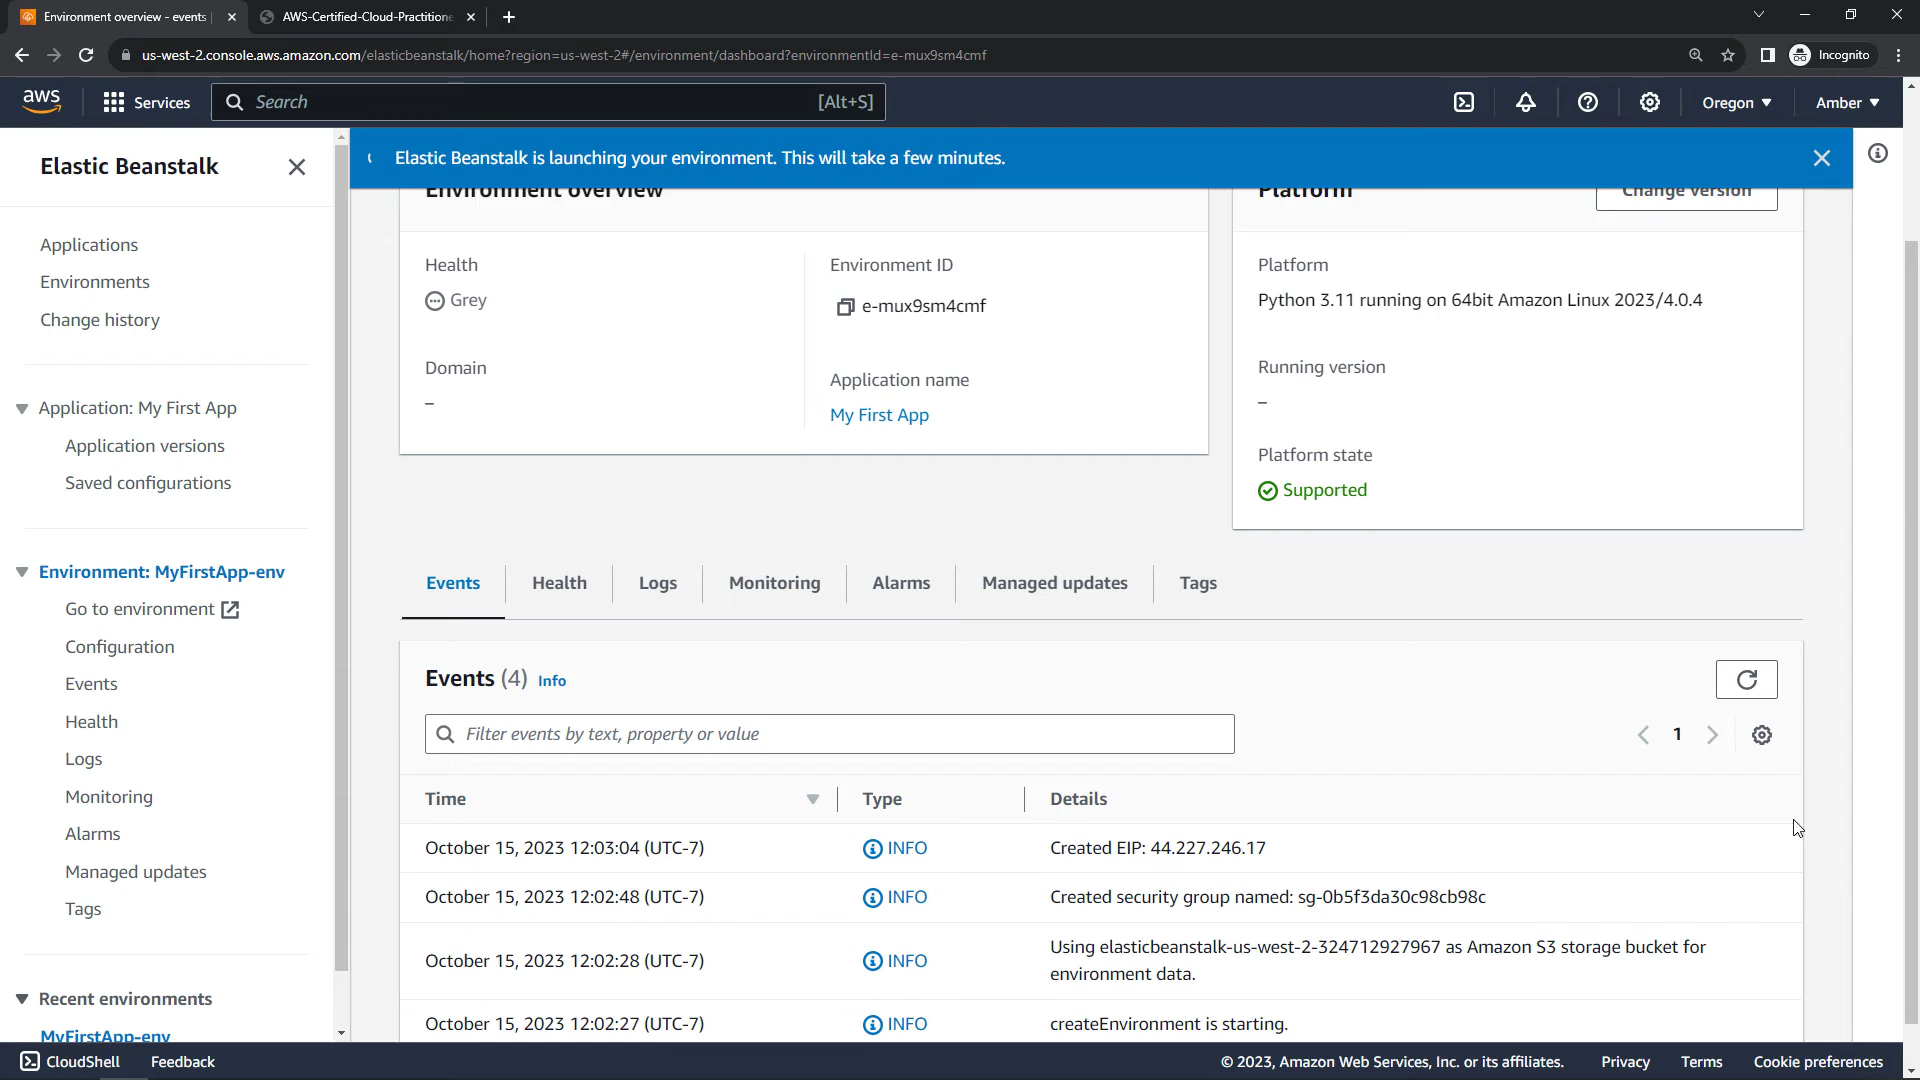 Environment overview - events
AWS-Certified-Cloud-Practitione
us-west-2.console.aws.amazon.com/elasticbeanstalk/home?region=us-west-2#/environment/dashboard?environmentId=e-mux9sm4cmf
Incognito
aws
Services
Search
[Alt+S]
Oregon
Amber
Elastic Beanstalk
Applications
Environments
Change history
Application: My First App
Application versions
Saved configurations
Environment: MyFirstApp-env
Go to environment
Configuration
Events
Health
Logs
Monitoring
Alarms
Managed updates
Tags
Recent environments
MyFirstApp-env
Elastic Beanstalk is launching your environment. This will take a few minutes.
Environment overview
Health
Grey
Domain
–
Environment ID
e-mux9sm4cmf
Application name
My First App
Platform
Change version
Platform
Python 3.11 running on 64bit Amazon Linux 2023/4.0.4
Running version
–
Platform state
Supported
Events
Health
Logs
Monitoring
Alarms
Managed updates
Tags
Events (4) Info
Filter events by text, property or value
1
Time
Type
Details
October 15, 2023 12:03:04 (UTC-7)
INFO
Created EIP: 44.227.246.17
October 15, 2023 12:02:48 (UTC-7)
INFO
Created security group named: sg-0b5f3da30c98cb98c
October 15, 2023 12:02:28 (UTC-7)
INFO
Using elasticbeanstalk-us-west-2-324712927967 as Amazon S3 storage bucket for
environment data.
October 15, 2023 12:02:27 (UTC-7)
INFO
createEnvironment is starting.
CloudShell
Feedback
© 2023, Amazon Web Services, Inc. or its affiliates.
Privacy
Terms
Cookie preferences